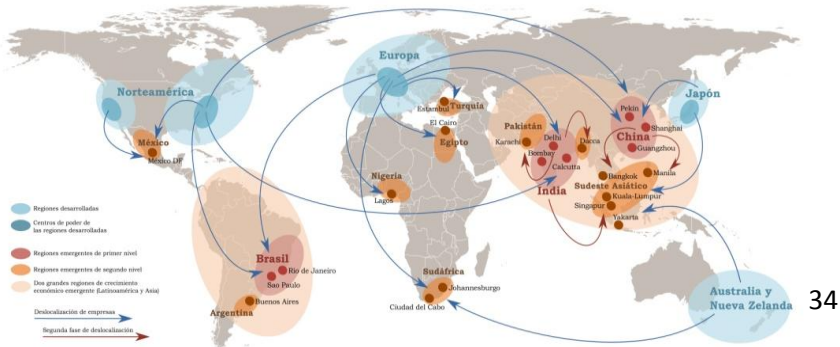 Norteamérica
México
México DF
Europa
Estambul
Turquía
El Cairo
Egipto
Nigeria
Lagos
Sudáfrica
Johannesburgo
Ciudad del Cabo
Brasil
Rio de Janeiro
Sao Paulo
Buenos Aires
Argentina
Pakistán
Karachi
Delhi
Bombay
Calcutta
Dacca
India
Pekín
Shanghai
China
Guangzhou
Japón
Bangkok
Manila
Sudeste Asiático
Kuala-Lumpur
Singapur
Yakarta
Australia y
Nueva Zelanda
34
Regiones desarrolladas
Centros de poder de
las regiones desarrolladas
Regiones emergentes de primer nivel
Regiones emergentes de segundo nivel
Dos grandes regiones de crecimiento
económico emergente (Latinoamérica y Asia)
Deslocalización de empresas
Segunda fase de deslocalización